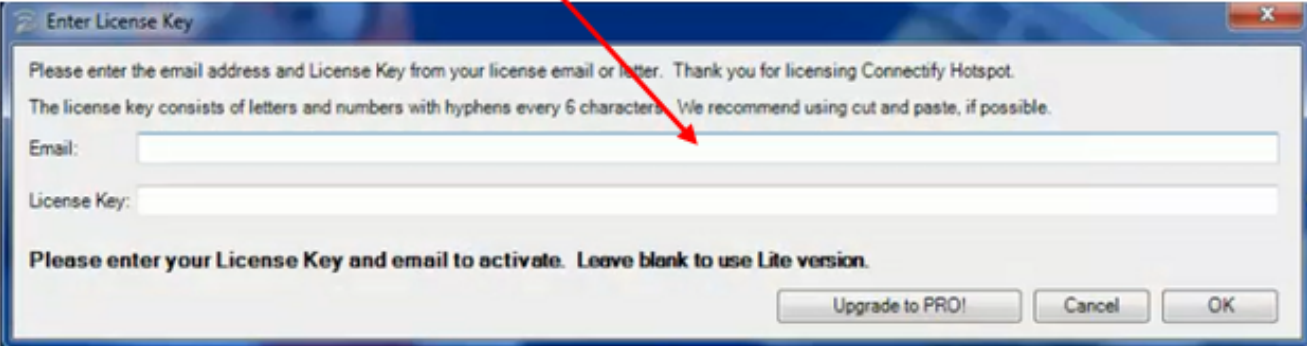 Enter License Key
Please enter the email address and License Key from your license email or letter. Thank you for licensing Connectify Hotspot.
The license key consists of letters and numbers with hyphens every 6 characters. We recommend using cut and paste, if possible.
Email:
License Key:
Please enter your License Key and email to activate. Leave blank to use Lite version.
Upgrade to PRO! Cancel OK